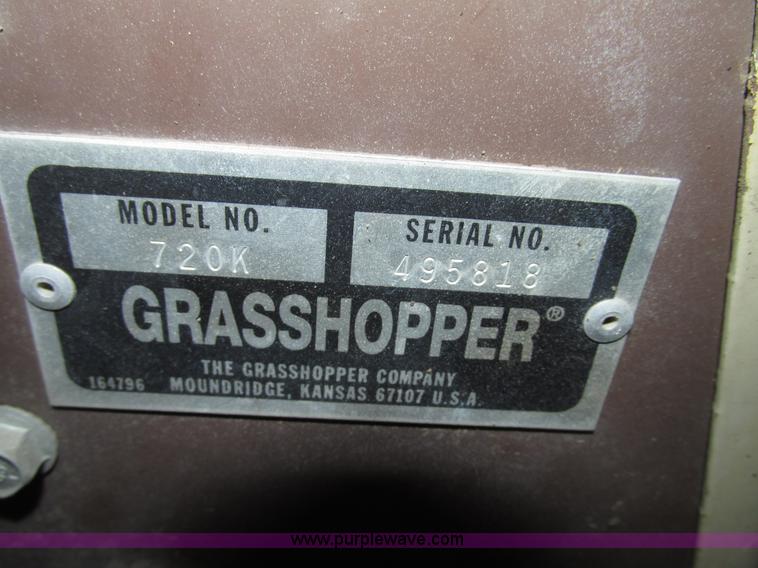 MODEL NO.
720K
SERIAL NO.
495818
GRASSHOPPER®
THE GRASSHOPPER COMPANY
164796 MOUNDRIDGE, KANSAS 67107 U.S.A.
www.purplewave.com